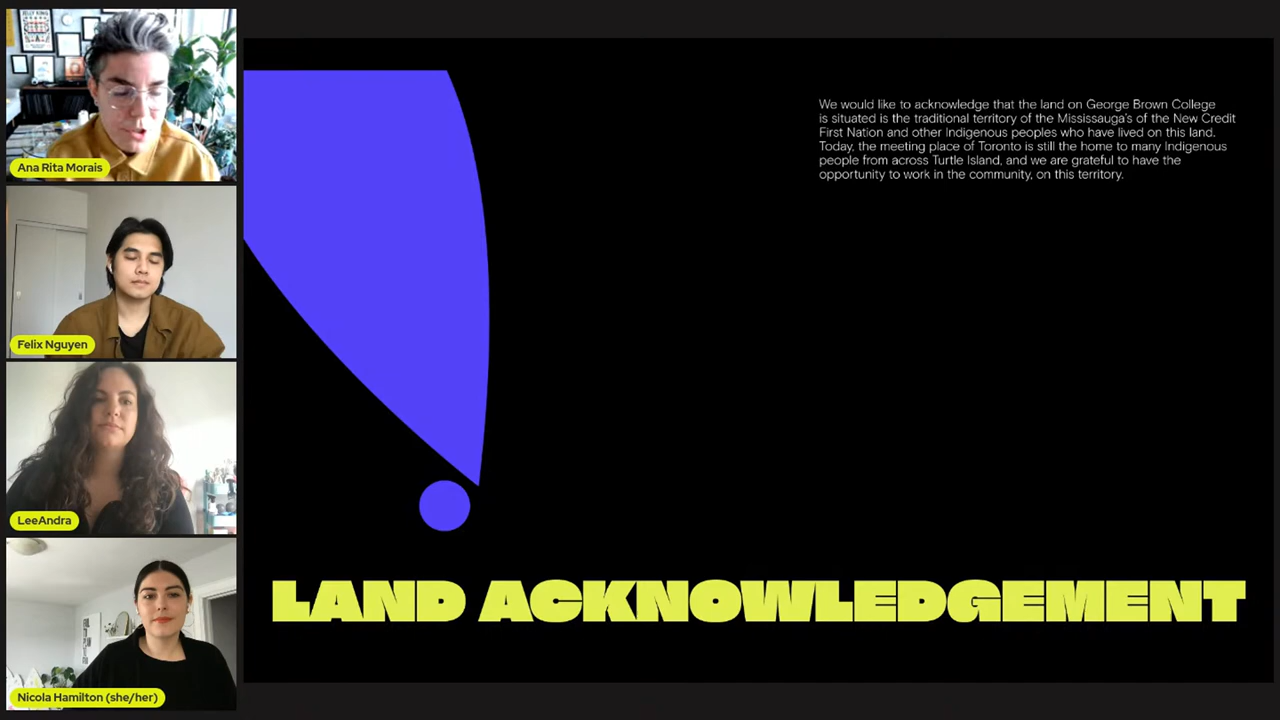 Ana Rita Morais
Felix Nguyen
LeeAndra
Nicola Hamilton (she/her)
We would like to acknowledge that the land on George Brown College
is situated is the traditional territory of the Mississauga's of the New Credit
First Nation and other Indigenous peoples who have lived on this land.
Today, the meeting place of Toronto is still the home to many Indigenous
people from across Turtle Island, and we are grateful to have the
opportunity to work in the community, on this territory.
LAND ACKNOWLEDGEMENT